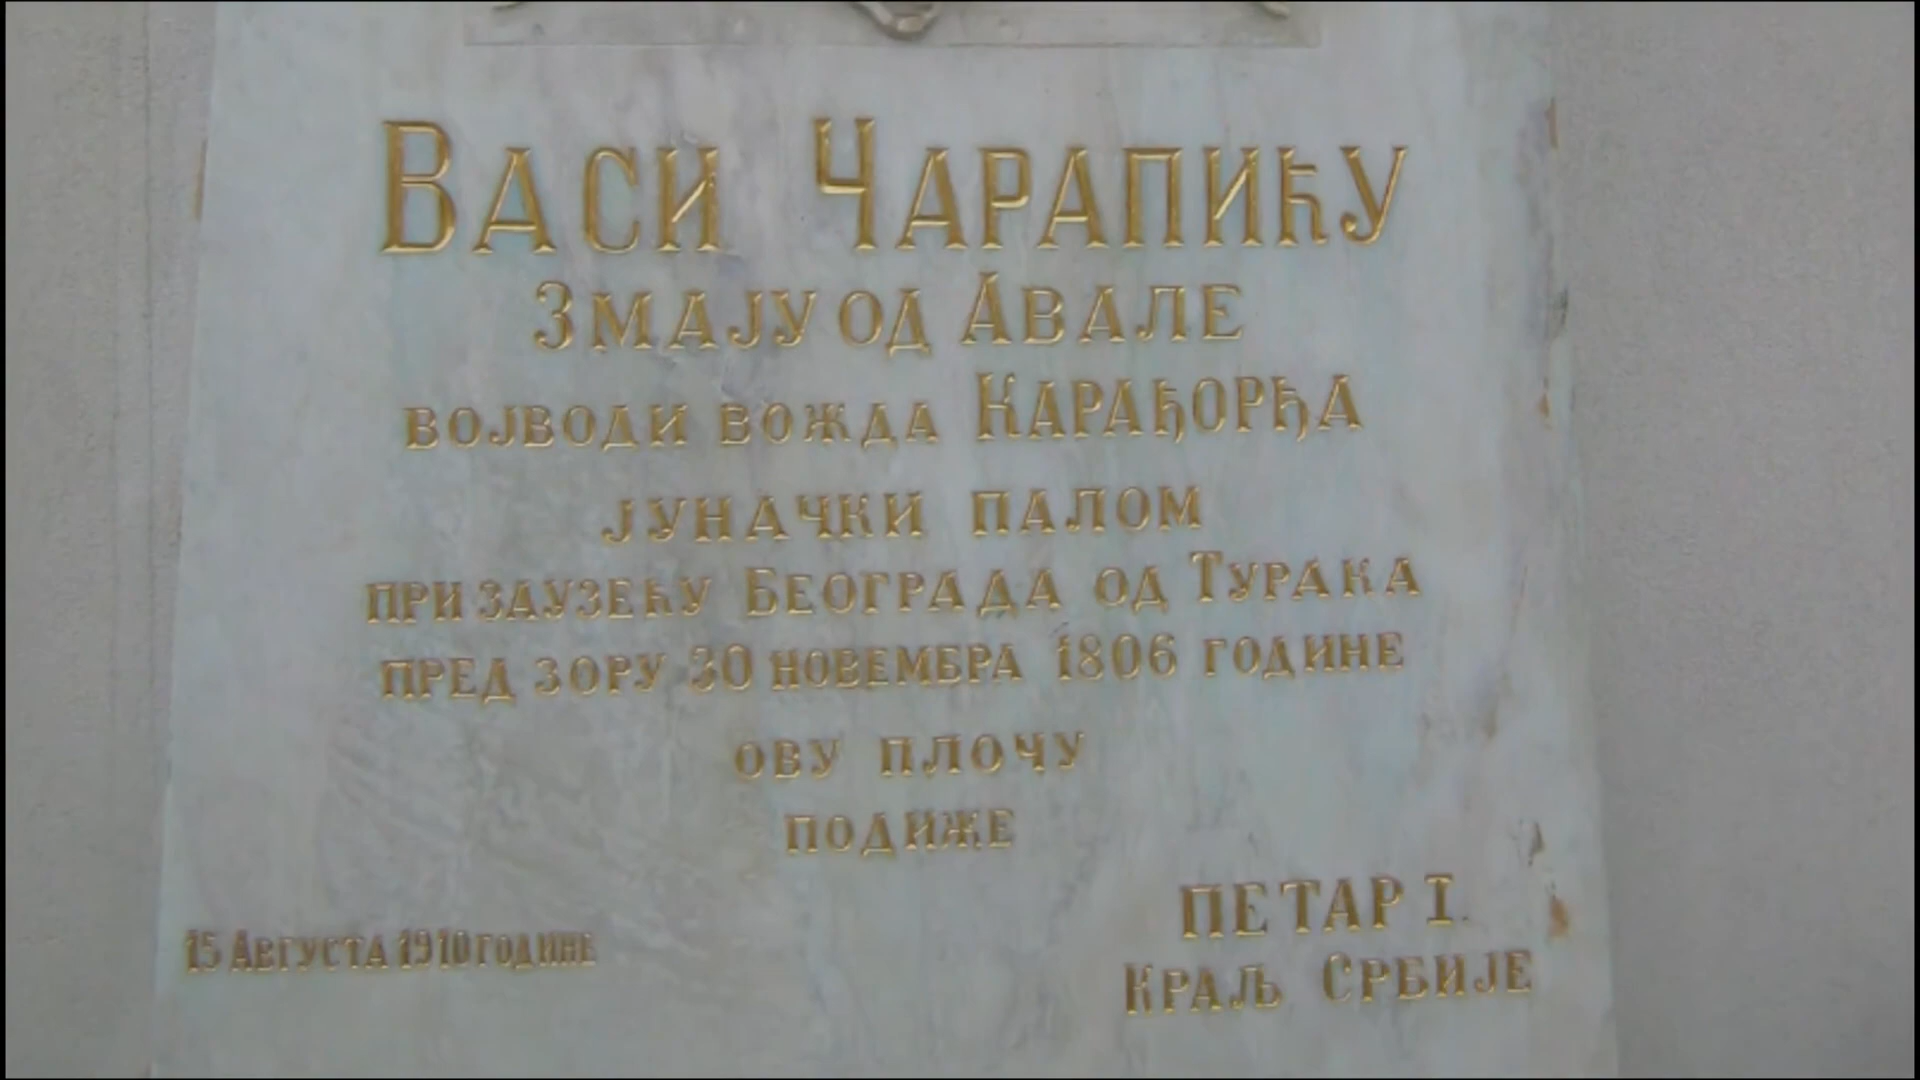 ВАСИ ЧАРАПИЋУ
ЗМАЈУ ОД АВАЛЕ
ВОЈВОДИ ВОЖДА КАРАЂОРЂА
ЈУНАЧКИ ПАЛОМ
ПРИ ЗАУЗЕЋУ БЕОГРАДА ОД ТУРАКА
ПРЕД ЗОРУ 30 НОВЕМБРА 1806 ГОДИНЕ
ОВУ ПЛОЧУ
ПОДИЖЕ
ПЕТАР I.
КРАЉ СРБИЈЕ
15 АВГУСТА 1910 ГОДИНЕ